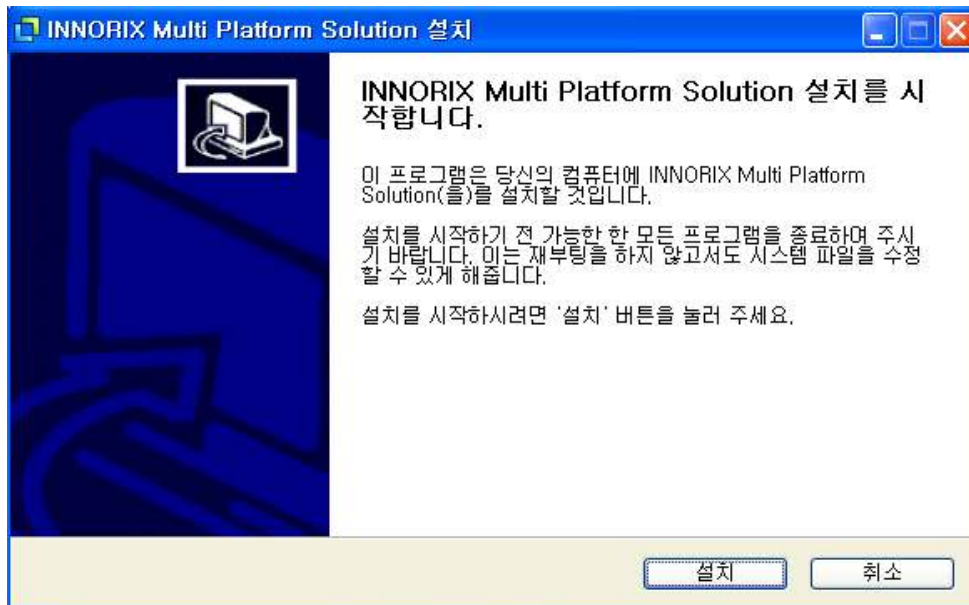 INNORIX Multi Platform Solution 설치
INNORIX Multi Platform Solution 설치를 시
작합니다.
이 프로그램은 당신의 컴퓨터에 INNORIX Multi Platform
Solution(을)를 설치할 것입니다.
설치를 시작하기 전 가능한 한 모든 프로그램을 종료하여 주시
기 바랍니다. 이는 재부팅을 하지 않고서도 시스템 파일을 수정
할 수 있게 해줍니다.
설치를 시작하시려면 '설치' 버튼을 눌러 주세요.
설치
취소